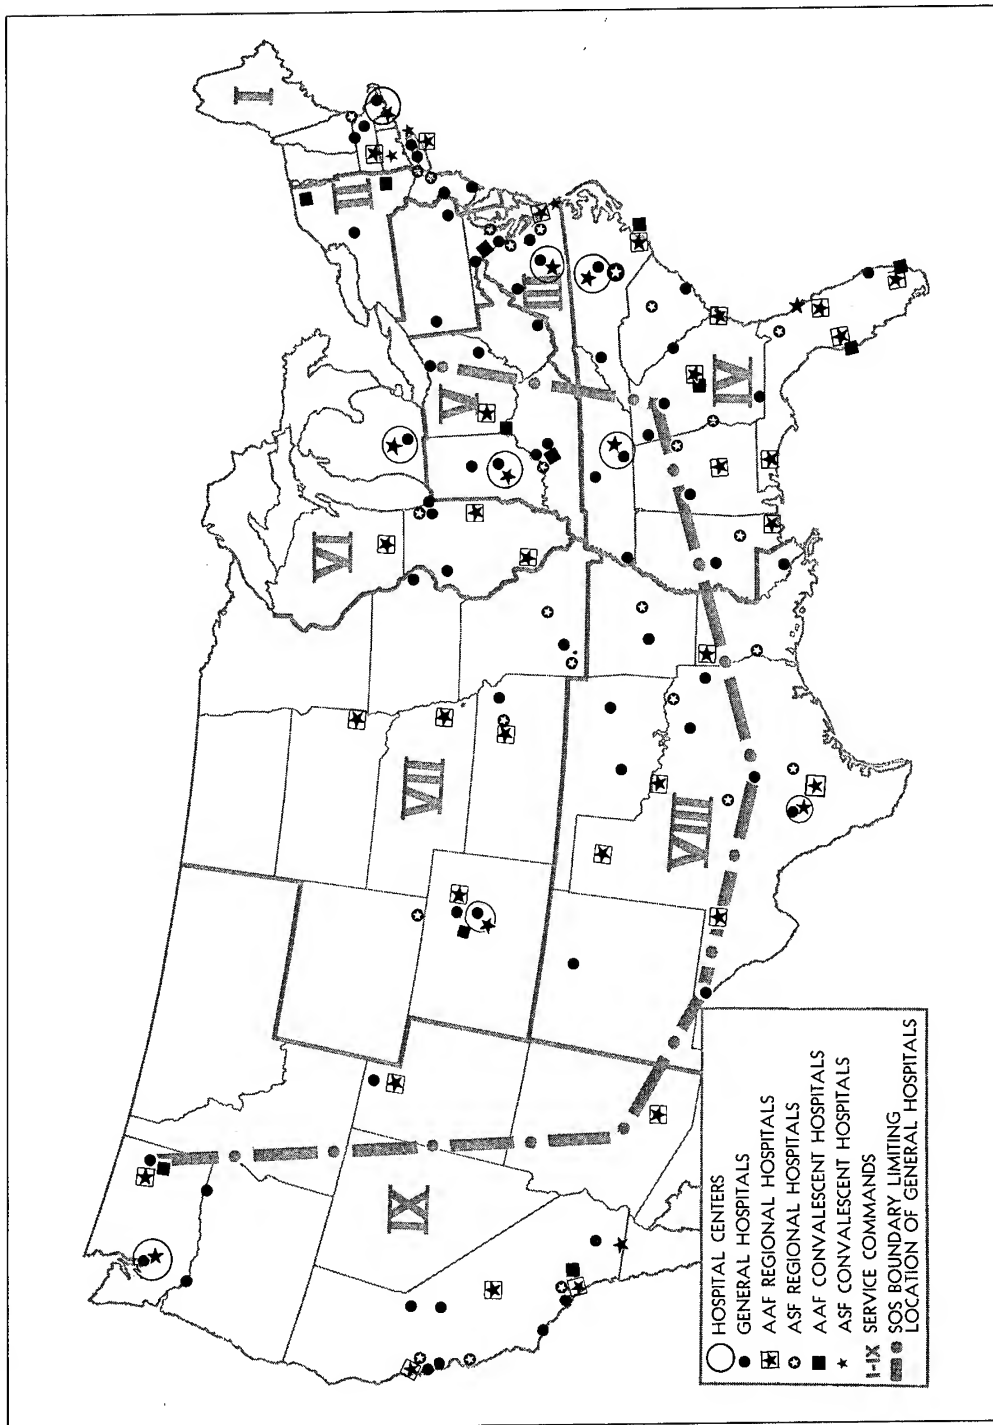 I
II
III
IV
V
VI
VII
VIII
IX
HOSPITAL CENTERS
GENERAL HOSPITALS
AAF REGIONAL HOSPITALS
ASF REGIONAL HOSPITALS
AAF CONVALESCENT HOSPITALS
ASF CONVALESCENT HOSPITALS
I-IX SERVICE COMMANDS
SOS BOUNDARY LIMITING
LOCATION OF GENERAL HOSPITALS